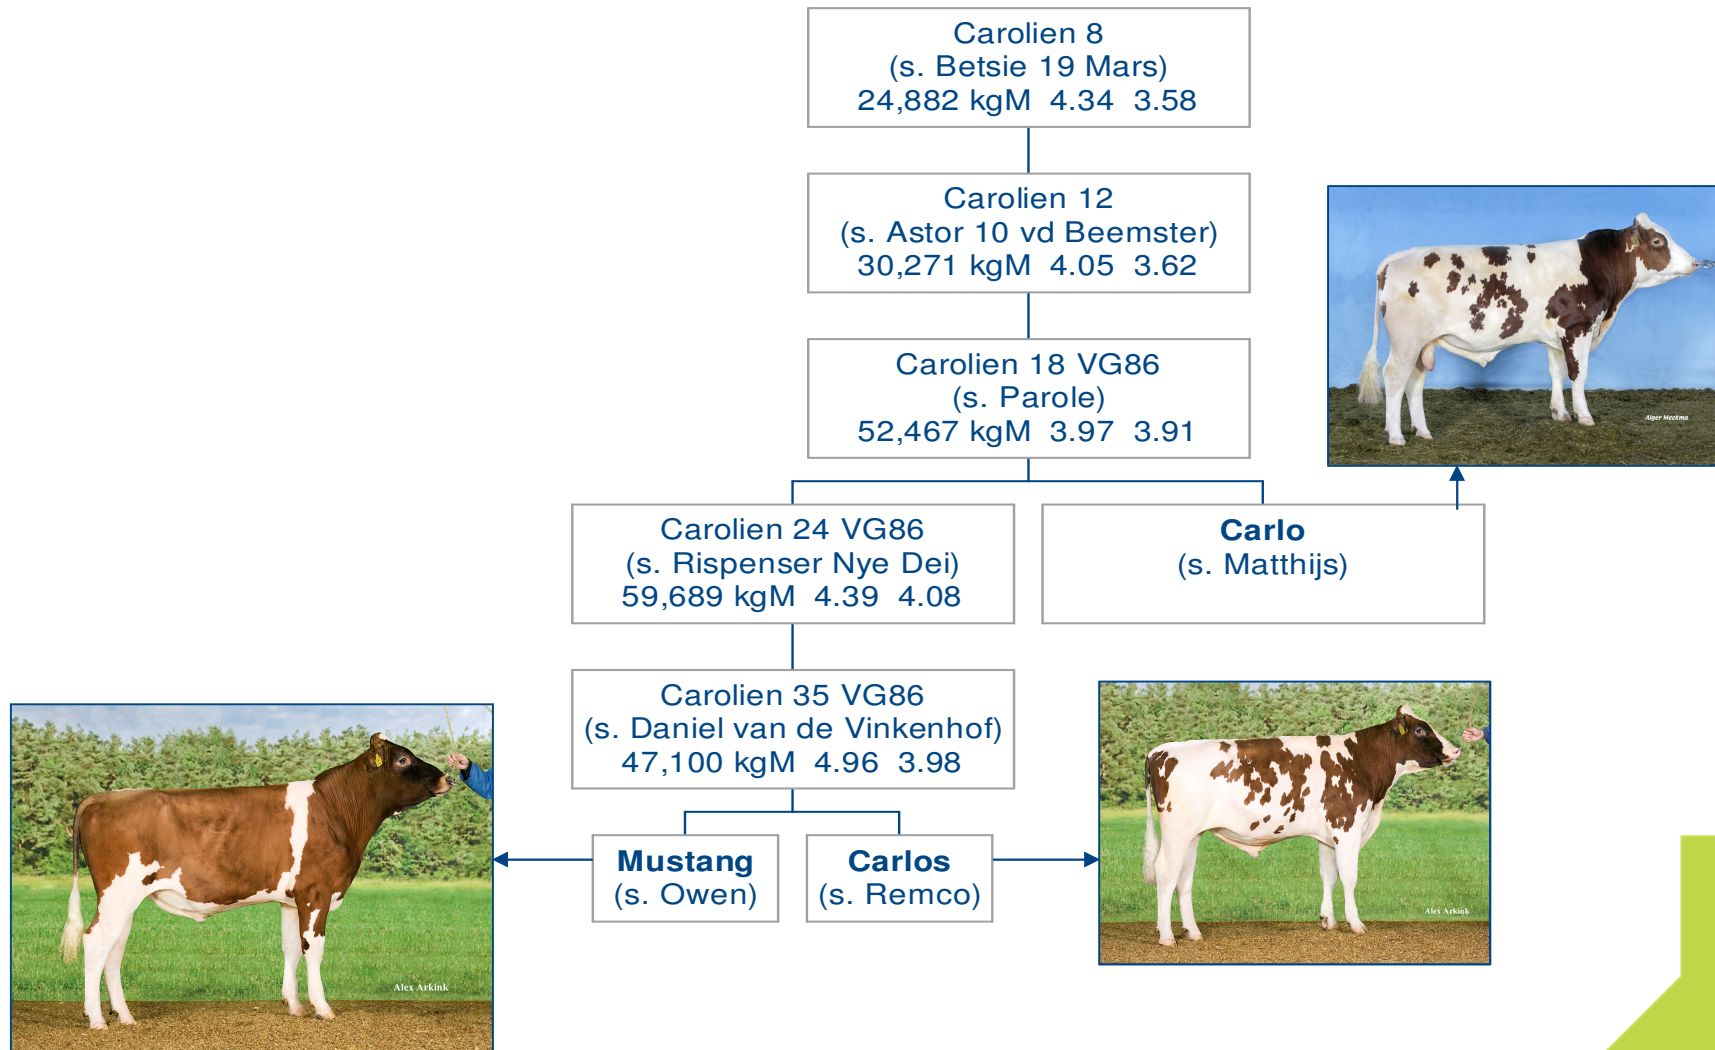 Carolien 8
(s. Betsie 19 Mars)
24,882 kgM 4.34 3.58
Carolien 12
(s. Astor 10 vd Beemster)
30,271 kgM 4.05 3.62
Alger Meekma
Carolien 18 VG86
(s. Parole)
52,467 kgM 3.97 3.91
Carolien 24 VG86
(s. Rispenser Nye Dei)
59,689 kgM 4.39 4.08
Carlo
(s. Matthijs)
Carolien 35 VG86
(s. Daniel van de Vinkenhof)
47,100 kgM 4.96 3.98
Mustang
(s. Owen)
Carlos
(s. Remco)
Alex Arkink
Alex Arkink